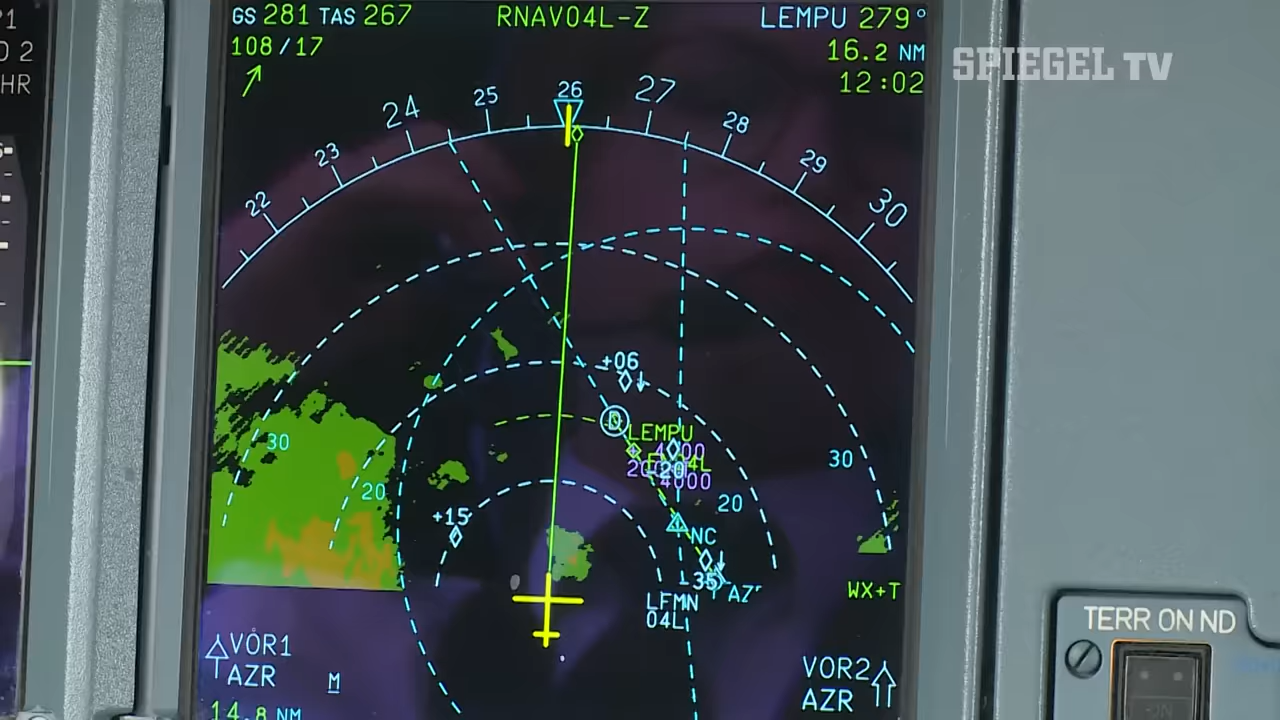 GS 281 TAS 267
RNAV04L-Z
LEMPU 279°
108/17
16.2 NM
12:02
SPIEGEL TV
HR
22
23
24
25
26
27
28
29
30
+06
LEMPU
4000
-20
4000
30
20
30
20
+15
NC
-35
AZ
LFMN
04L
WX+T
VOR1
AZR
M
14.8 NM
VOR2
AZR
TERR ON ND